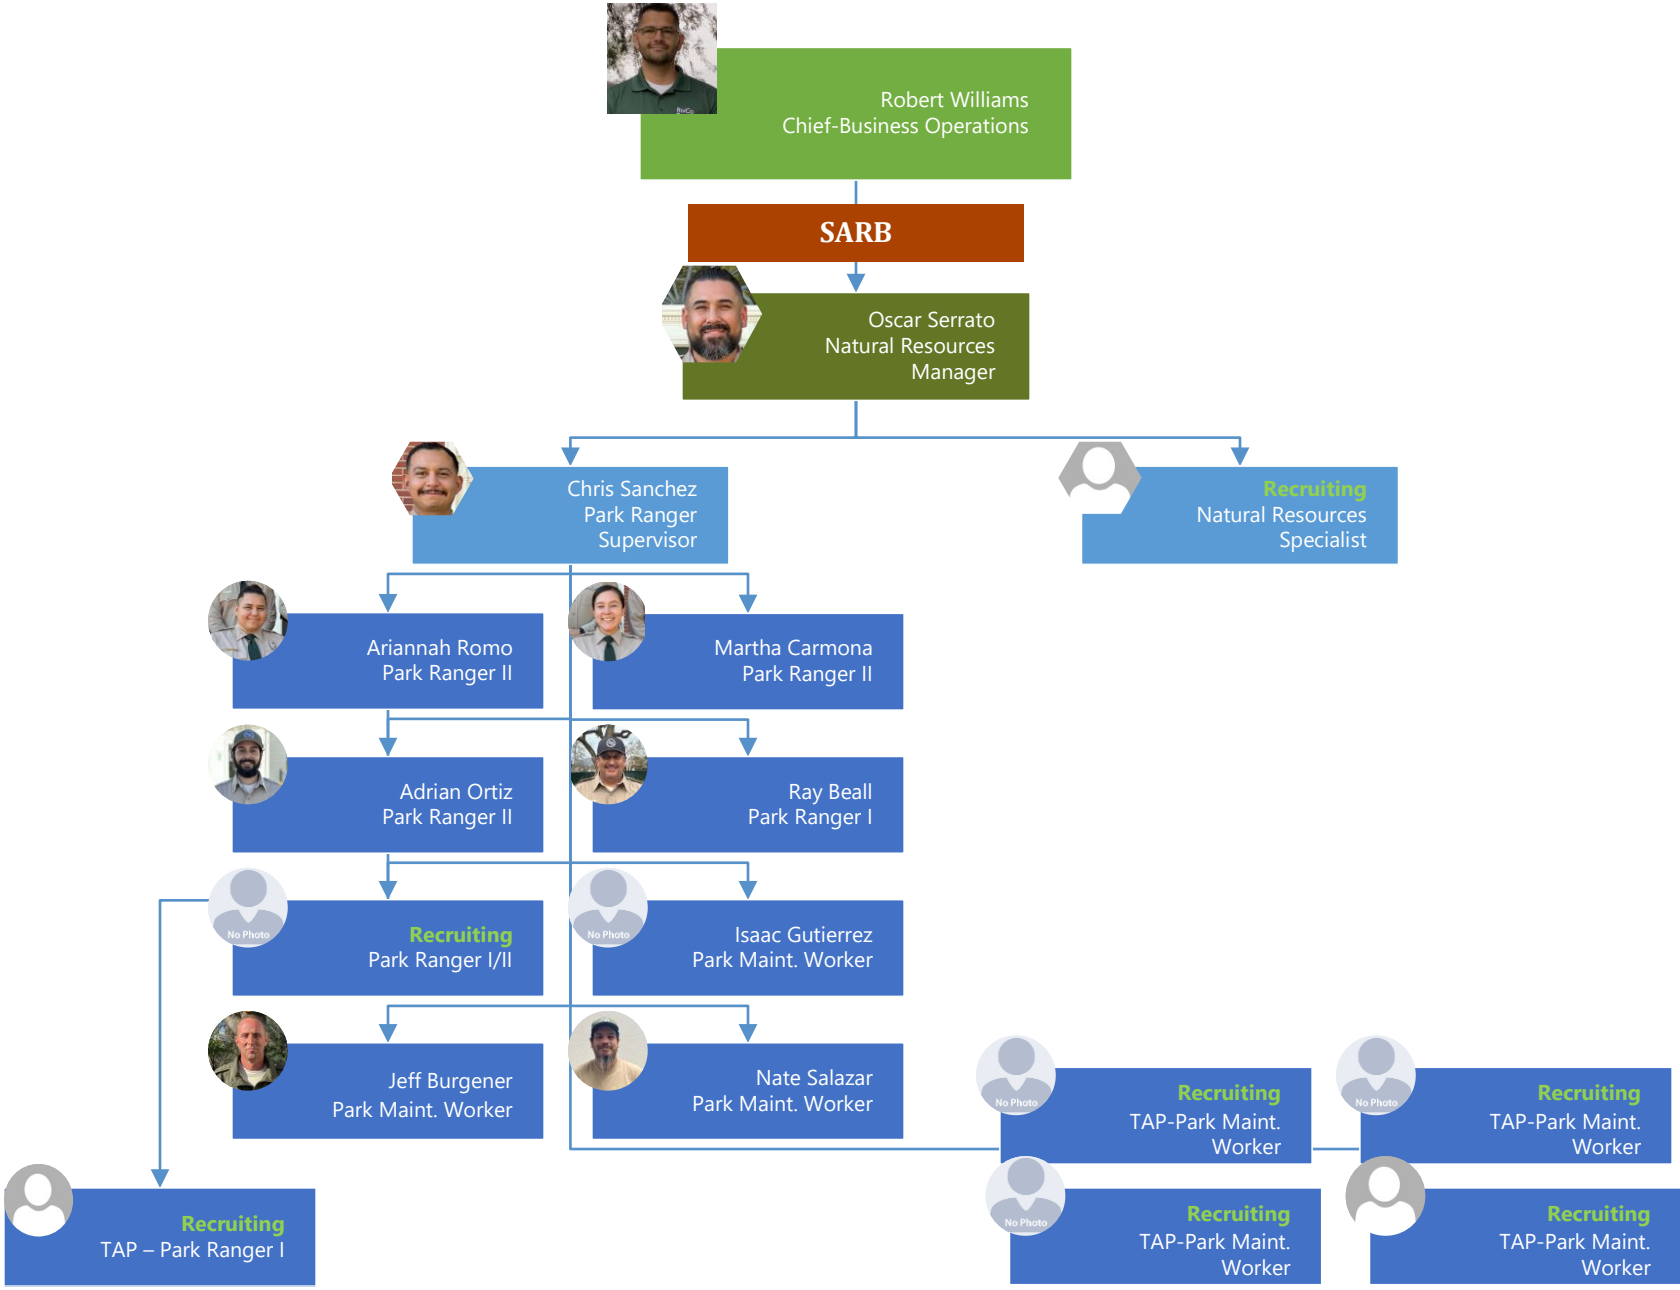 Robert Williams
Chief-Business Operations
SARB
Oscar Serrato
Natural Resources
Manager
Chris Sanchez
Park Ranger
Supervisor
Recruiting
Natural Resources
Specialist
Ariannah Romo
Park Ranger II
Martha Carmona
Park Ranger II
Adrian Ortiz
Park Ranger II
Ray Beall
Park Ranger I
No Photo
Recruiting
Park Ranger I/II
No Photo
Isaac Gutierrez
Park Maint. Worker
Jeff Burgener
Park Maint. Worker
Nate Salazar
Park Maint. Worker
No Photo
Recruiting
TAP-Park Maint.
Worker
No Photo
Recruiting
TAP-Park Maint.
Worker
Recruiting
TAP – Park Ranger I
No Photo
Recruiting
TAP-Park Maint.
Worker
Recruiting
TAP-Park Maint.
Worker